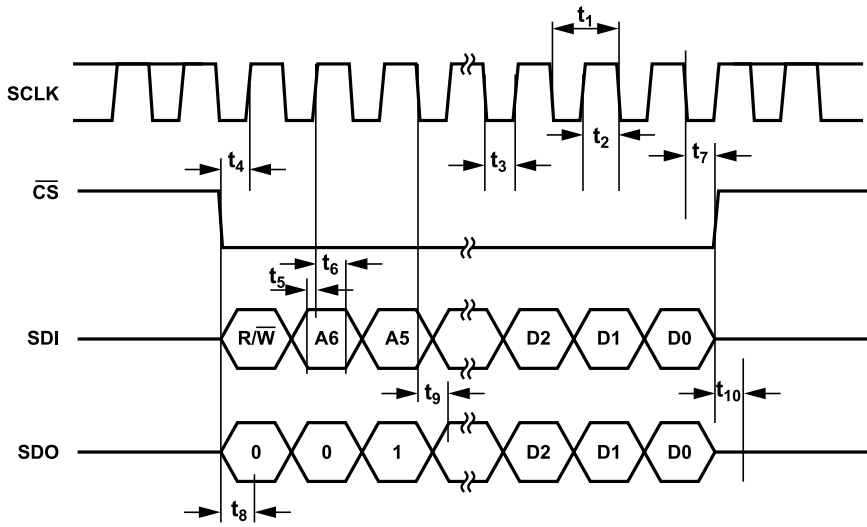 t1
SCLK
t4
t3
t2
t7
C̅S̅
t5
t6
SDI
R/W̅
A6
A5
D2
D1
D0
t9
t10
SDO
0
0
1
D2
D1
D0
t8